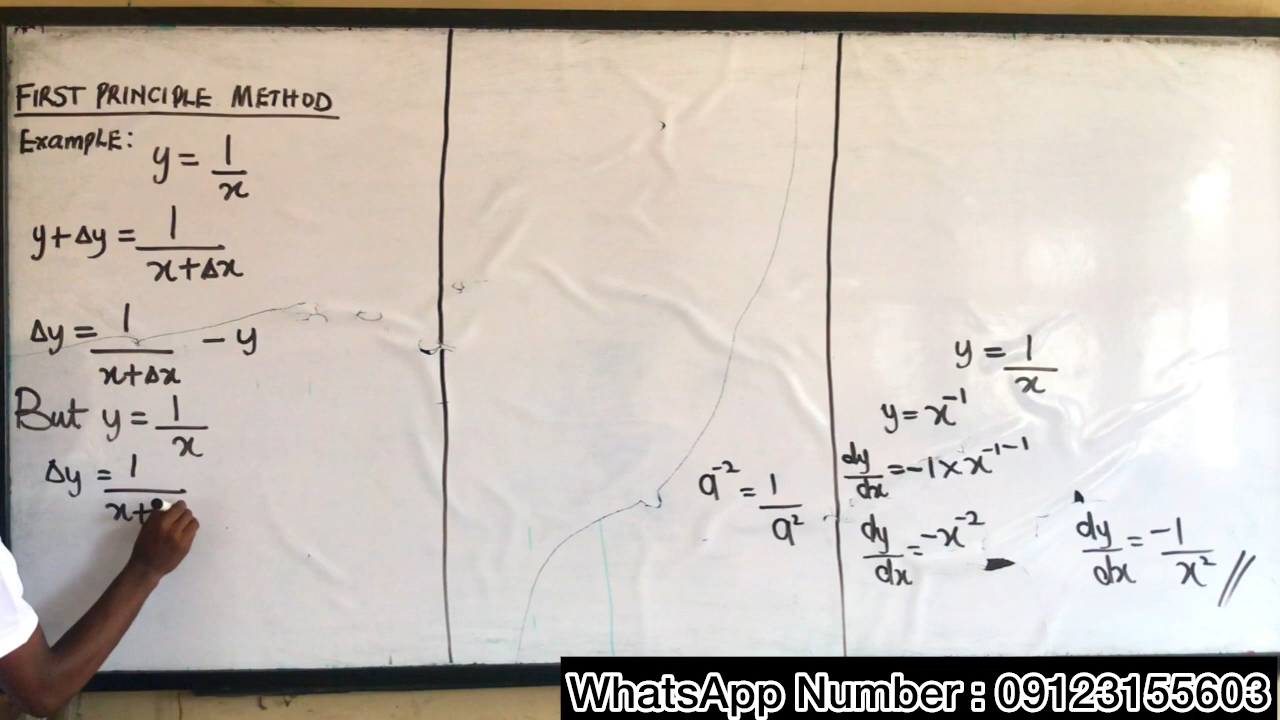 FIRST PRINCIPLE METHOD
Example: y = 1/x
y+Δy = 1/(x+Δx)
Δy = 1/(x+Δx) - y
But y = 1/x
Δy = 1/(x+
a⁻² = 1/a²
y = 1/x
y = x⁻¹
dy/dx = -1 × x⁻¹⁻¹
dy/dx = -x⁻²
dy/dx = -1/x² //
WhatsApp Number : 09123155603